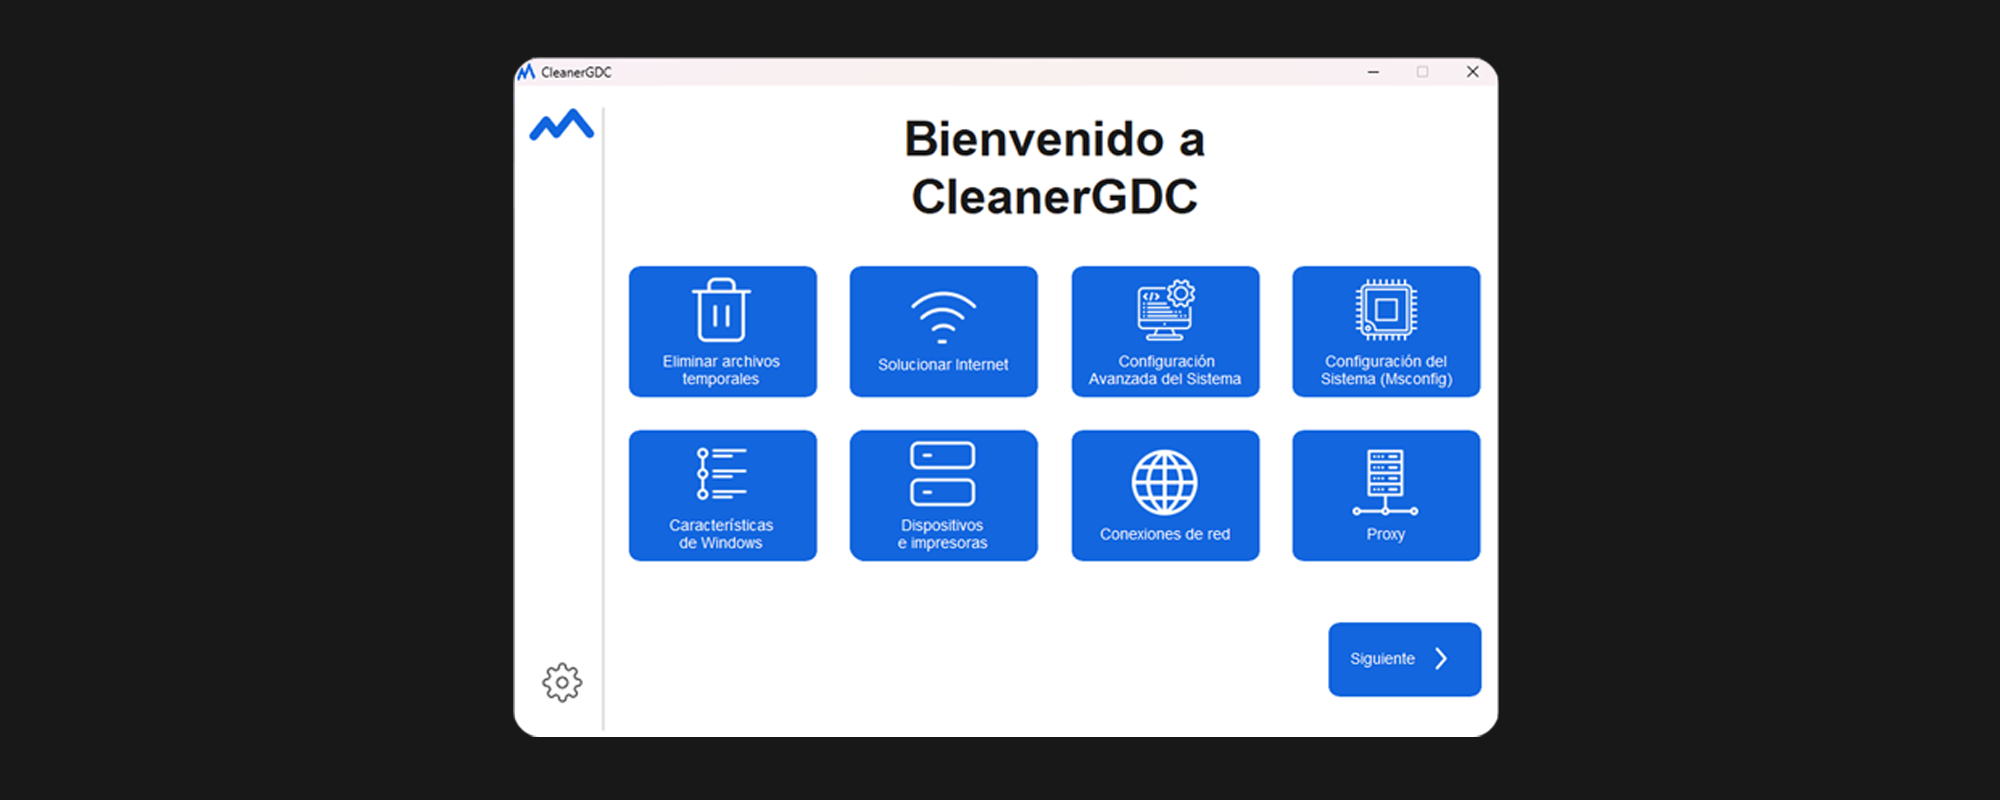 CleanerGDC
Bienvenido a
CleanerGDC
Eliminar archivos
temporales
Solucionar Internet
Configuración
Avanzada del Sistema
Configuración del
Sistema (Msconfig)
Características
de Windows
Dispositivos
e impresoras
Conexiones de red
Proxy
Siguiente